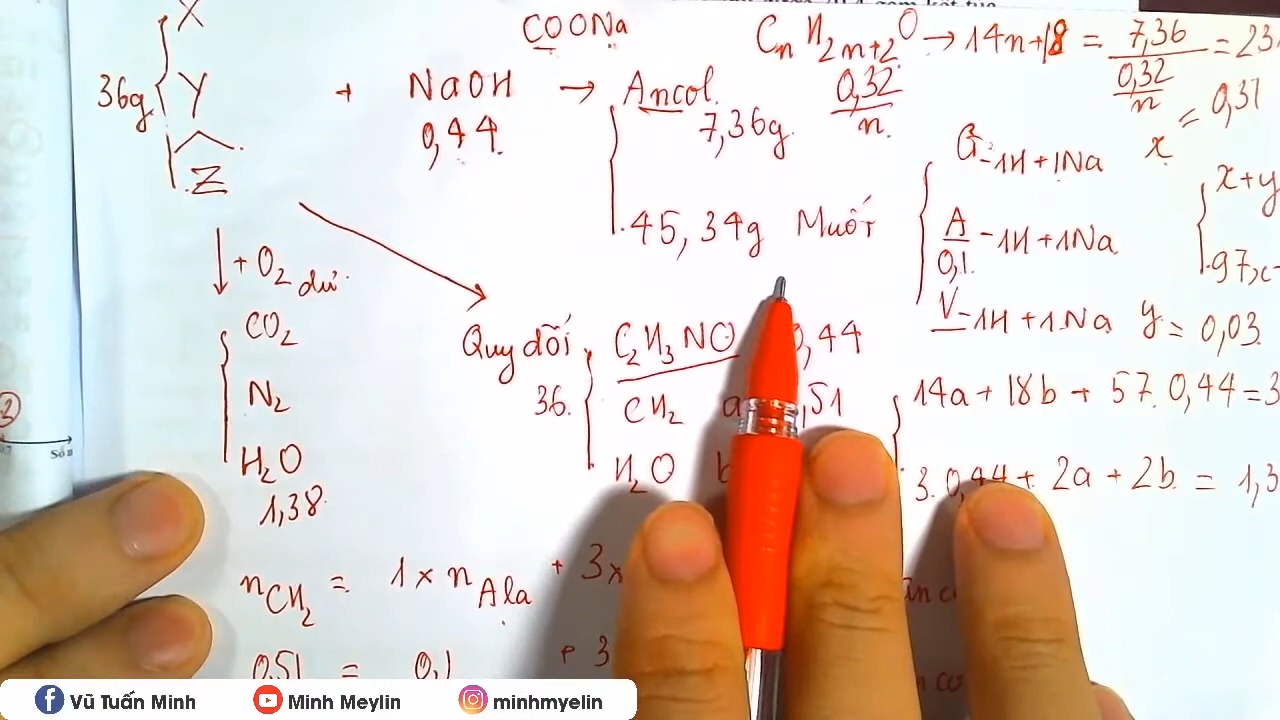 X
COONa
CₙH₂ₙ₊₂O → 14n+18 = 7,36 / (0,32/n) = 23
0,32/n
36g Y + NaOH → Ancol
0,44 7,36g
x = 0,31
Z
G -1H + 1Na
x + y
45,34g Muối
A -1H + 1Na
0,1
97,
↓ + O₂ dư
V -1H + 1Na y = 0,03
CO₂
Quy đổi C₂H₃NO 0,44
14a + 18b + 57.0,44 = 3
N₂
36. CH₂ a ,51
H₂O
H₂O b
3.0,44 + 2a + 2b = 1,3
1,38
nCH₂ = 1 x nAla + 3x
0,51 = 0,1 + 3
2
Số
Vũ Tuấn Minh
Minh Meylin
minhmyelin